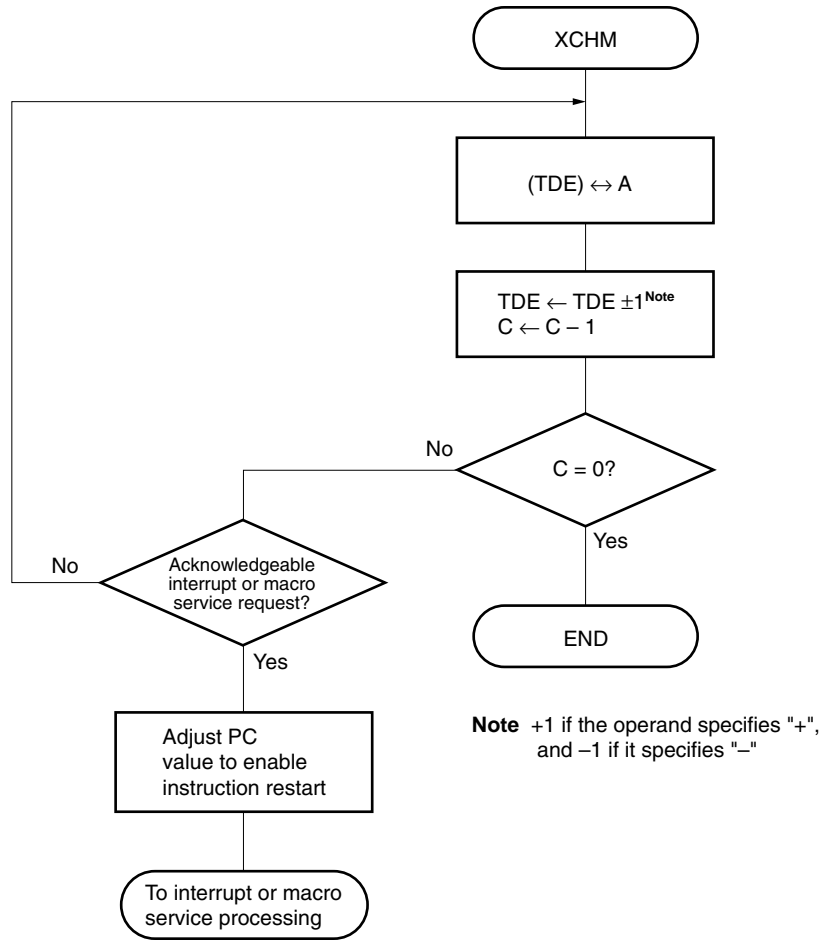 XCHM
(TDE) ↔ A
TDE ← TDE ±1Note
C ← C – 1
No
C = 0?
Yes
END
No
Acknowledgeable
interrupt or macro
service request?
Yes
Adjust PC
value to enable
instruction restart
To interrupt or macro
service processing
Note +1 if the operand specifies "+",
and –1 if it specifies "–"